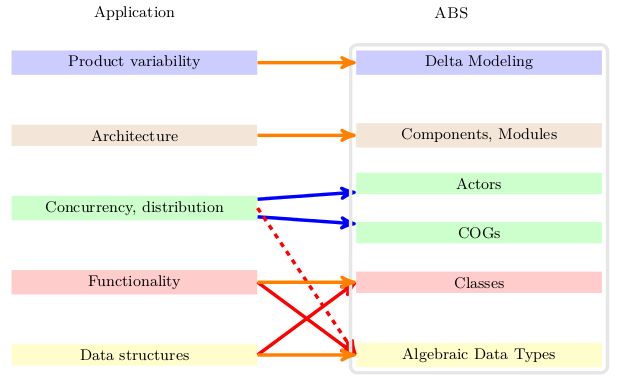 Application
ABS
Product variability
Delta Modeling
Architecture
Components, Modules
Actors
Concurrency, distribution
COGs
Functionality
Classes
Data structures
Algebraic Data Types